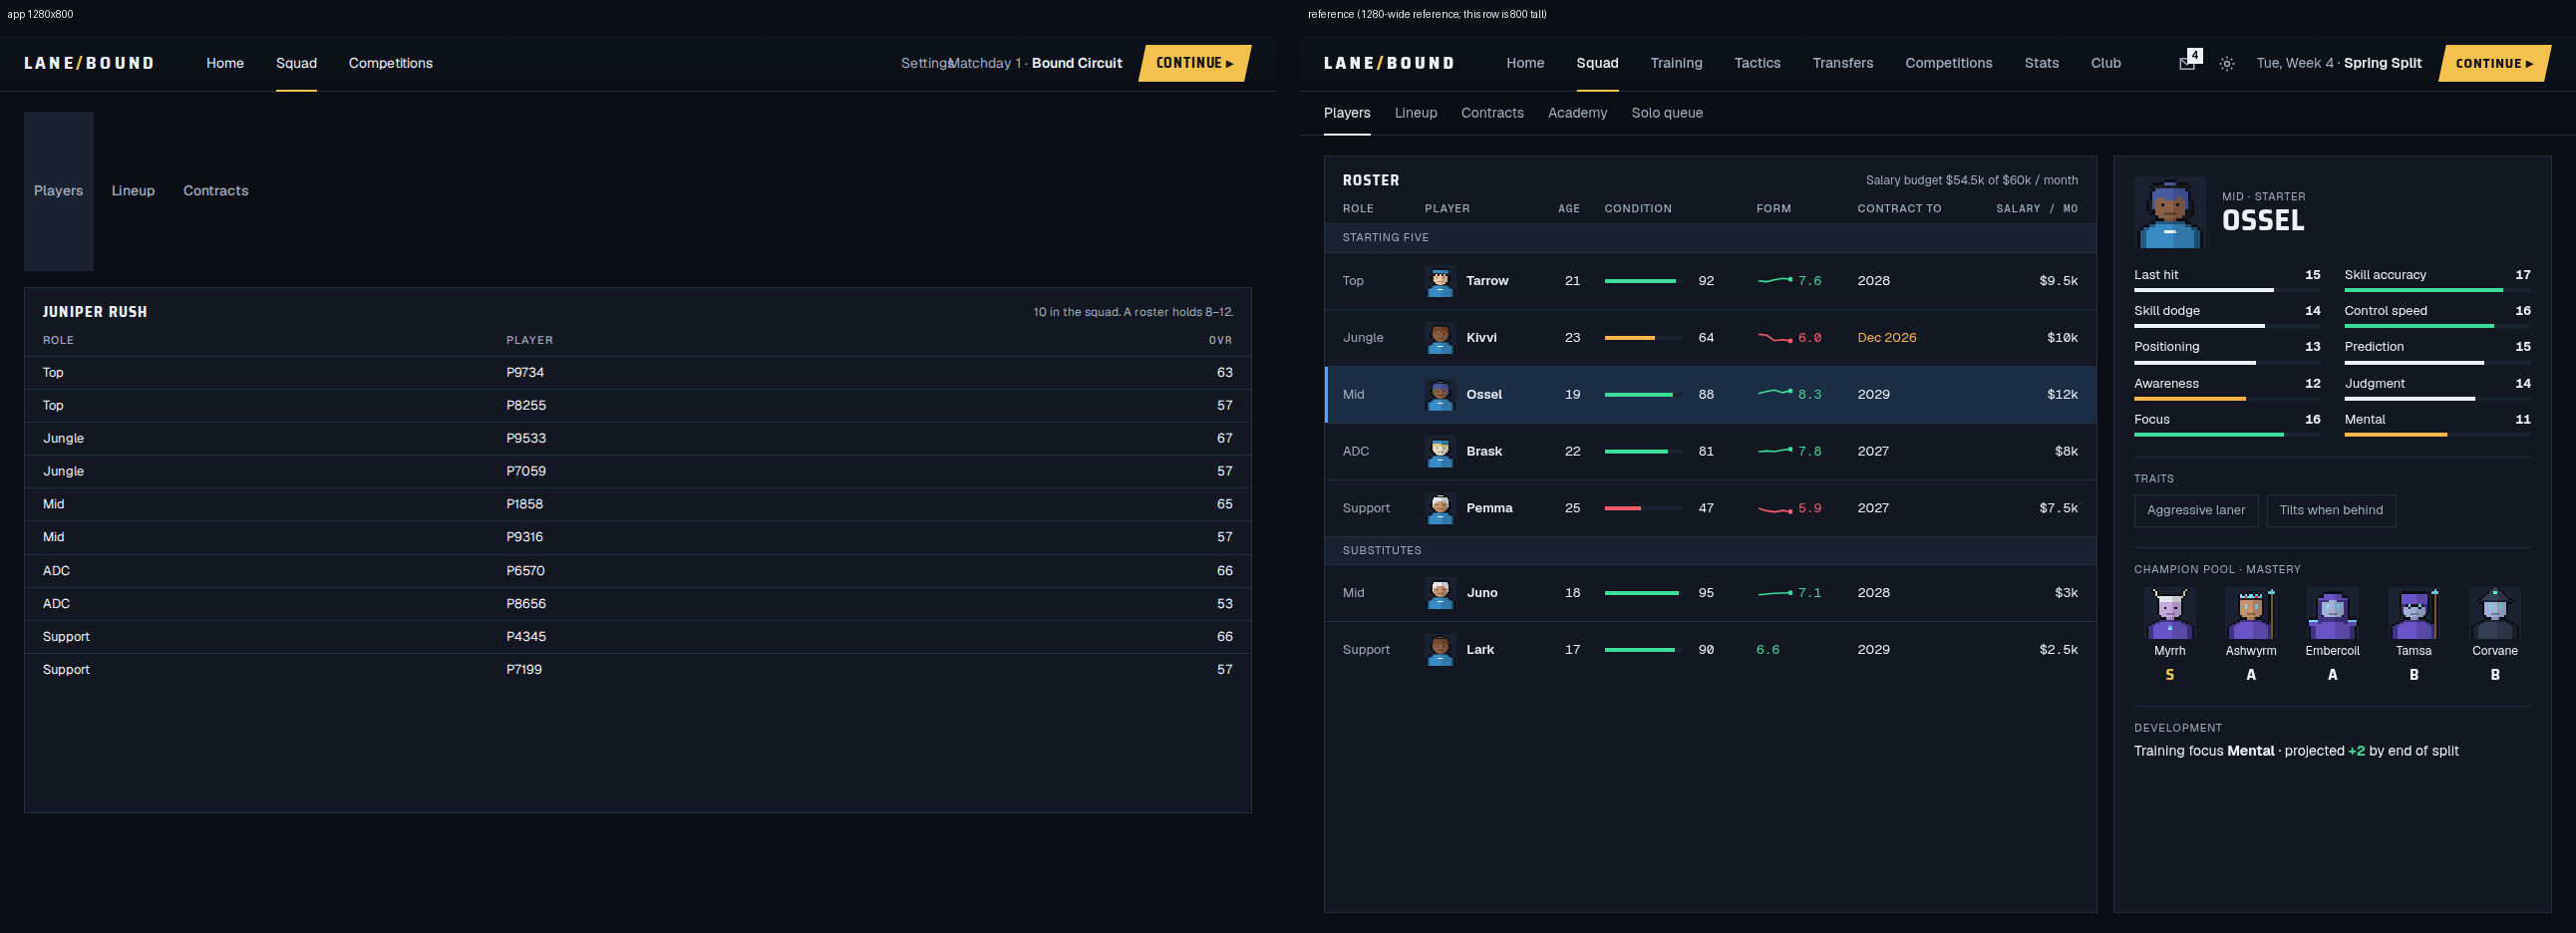 app 1280x800
LANE/BOUND Home Squad Competitions SettingsMatchday 1 · Bound Circuit CONTINUE ▸
Players Lineup Contracts
JUNIPER RUSH 10 in the squad. A roster holds 8–12.
ROLE PLAYER OVR
Top P9734 63
Top P8255 57
Jungle P9533 67
Jungle P7059 57
Mid P1858 65
Mid P9316 57
ADC P6570 66
ADC P8656 53
Support P4345 66
Support P7199 57
reference (1280-wide reference; this row is 800 tall)
LANE/BOUND Home Squad Training Tactics Transfers Competitions Stats Club 4 Tue, Week 4 · Spring Split CONTINUE ▸
Players Lineup Contracts Academy Solo queue
ROSTER Salary budget $54.5k of $60k / month
ROLE PLAYER AGE CONDITION FORM CONTRACT TO SALARY / MO
STARTING FIVE
Top Tarrow 21 92 7.6 2028 $9.5k
Jungle Kivvi 23 64 6.0 Dec 2026 $10k
Mid Ossel 19 88 8.3 2029 $12k
ADC Brask 22 81 7.8 2027 $8k
Support Pemma 25 47 5.9 2027 $7.5k
SUBSTITUTES
Mid Juno 18 95 7.1 2028 $3k
Support Lark 17 90 6.6 2029 $2.5k
MID · STARTER
OSSEL
Last hit 15 Skill accuracy 17
Skill dodge 14 Control speed 16
Positioning 13 Prediction 15
Awareness 12 Judgment 14
Focus 16 Mental 11
TRAITS
Aggressive laner Tilts when behind
CHAMPION POOL · MASTERY
Myrrh Ashwyrm Embercoil Tamsa Corvane
S A A B B
DEVELOPMENT
Training focus Mental · projected +2 by end of split